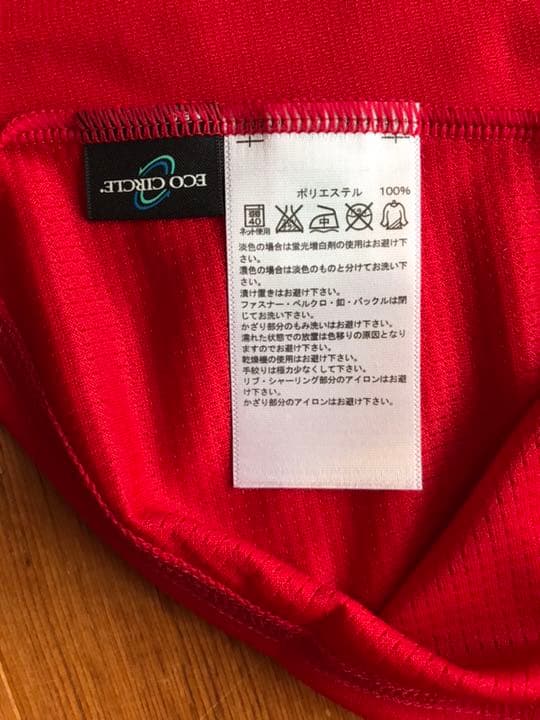 ECO CIRCLE®
ポリエステル 100%
弱
40
中
ネット使用
淡色の場合は蛍光増白剤の使用はお避け下
さい。
濃色の場合は淡色のものと分けてお洗い下
さい。
漬け置きはお避け下さい。
ファスナー・ベルクロ・釦・バックルは閉
じてお洗い下さい。
かざり部分のもみ洗いはお避け下さい。
濡れた状態での放置は色移りの原因となり
ますのでお避け下さい。
乾燥機の使用はお避け下さい。
手絞りは極力少なくして下さい。
リブ・シャーリング部分のアイロンはお避
け下さい。
かざり部分のアイロンはお避け下さい。